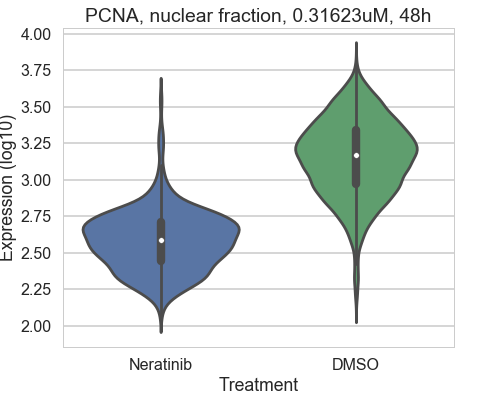 PCNA, nuclear fraction, 0.31623uM, 48h
4.00
3.75
3.50
3.25
3.00
2.75
2.50
2.25
2.00
Expression (log10)
Neratinib DMSO
Treatment